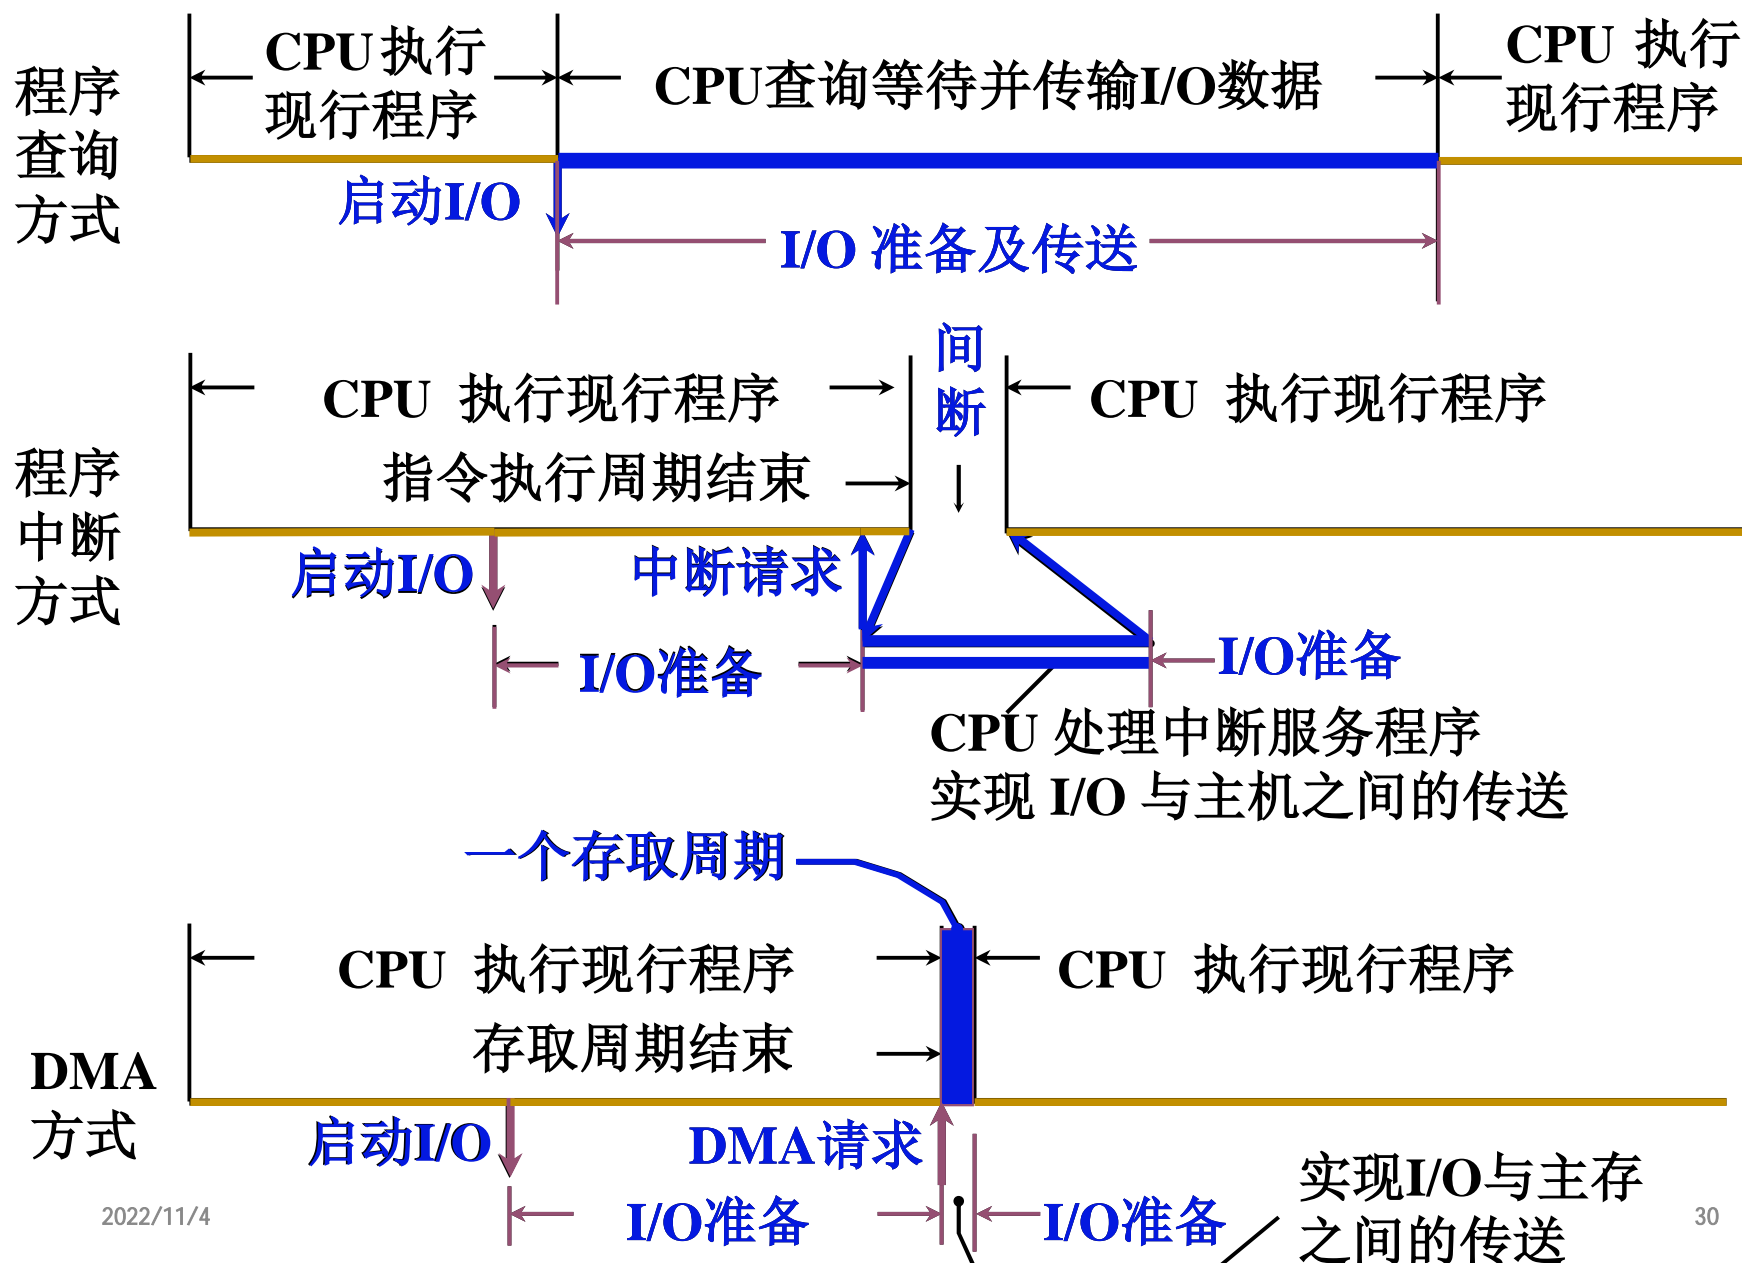 程序
查询
方式
CPU执行
现行程序
CPU查询等待并传输I/O数据
CPU 执行
现行程序
启动I/O
I/O 准备及传送
程序
中断
方式
CPU 执行现行程序
间
断
CPU 执行现行程序
指令执行周期结束
启动I/O
中断请求
I/O准备
I/O准备
CPU 处理中断服务程序
实现 I/O 与主机之间的传送
一个存取周期
DMA
方式
CPU 执行现行程序
CPU 执行现行程序
存取周期结束
启动I/O
DMA请求
I/O准备
I/O准备
实现I/O与主存
之间的传送
2022/11/4
30